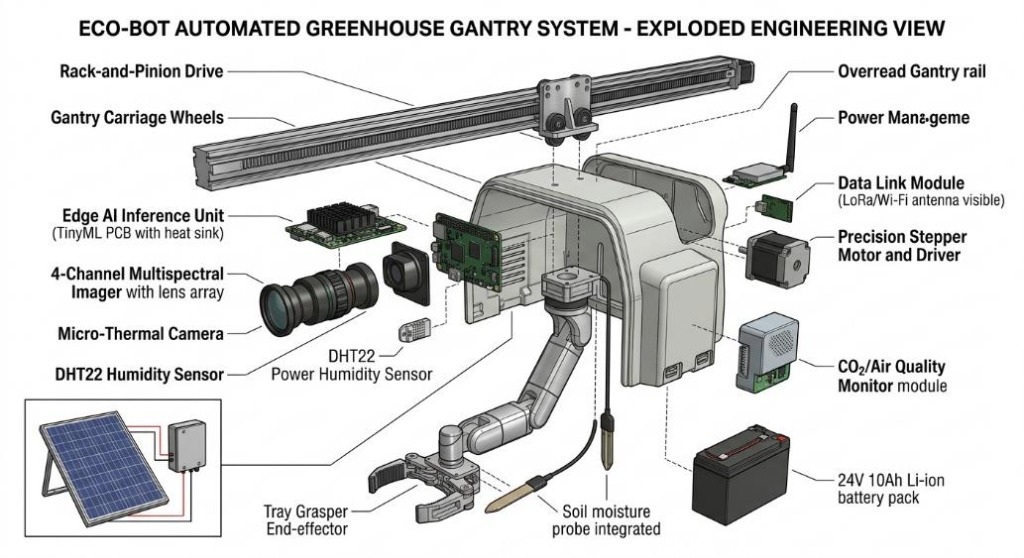 ECO-BOT AUTOMATED GREENHOUSE GANTRY SYSTEM - EXPLODED ENGINEERING VIEW
Rack-and-Pinion Drive
Gantry Carriage Wheels
Edge AI Inference Unit
(TinyML PCB with heat sink)
4-Channel Multispectral
Imager with lens array
Micro-Thermal Camera
DHT22 Humidity Sensor
DHT22
Power Humidity Sensor
Tray Grasper
End-effector
Soil moisture
probe integrated
Overread Gantry rail
Power
Data Link Module
(LoRa/Wi-Fi antenna visible)
Precision Stepper
Motor and Driver
CO₂/Air Quality
Monitor module
24V 10Ah Li-ion
battery pack